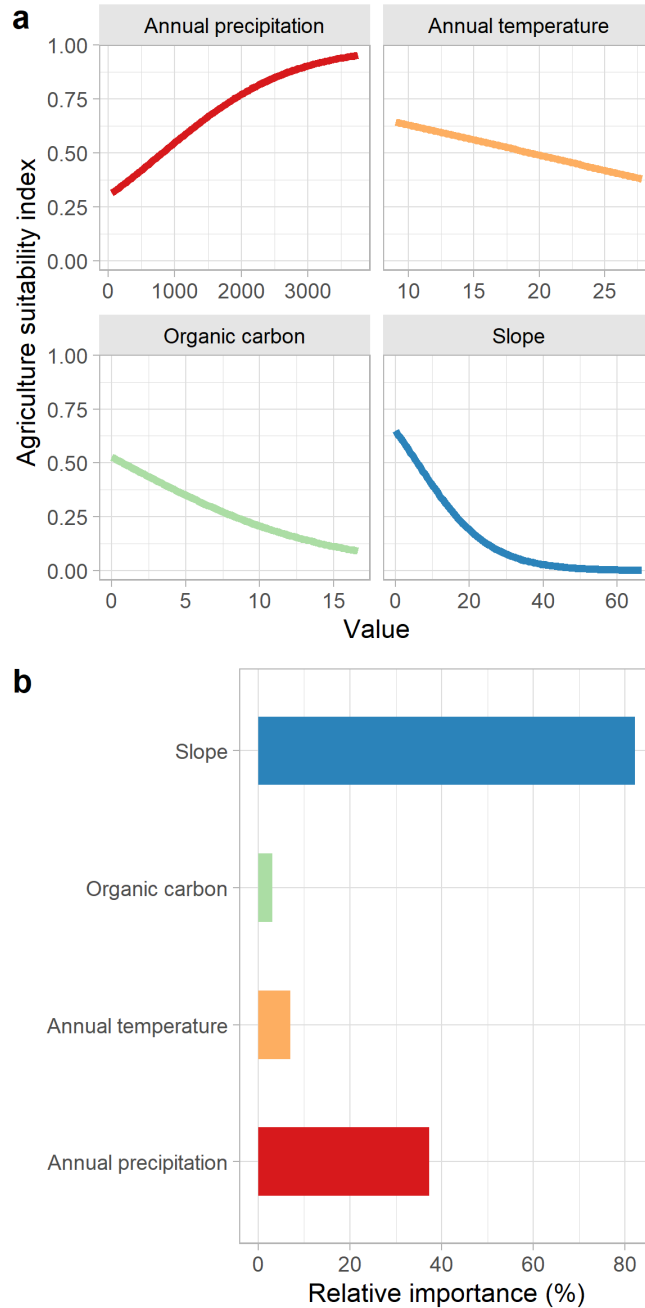 a
Annual precipitation Annual temperature
1.00
0.75
0.50
0.25
0.00
0 1000 2000 3000 10 15 20 25
Organic carbon Slope
1.00
0.75
0.50
0.25
0.00
0 5 10 15 0 20 40 60
Agriculture suitability index
Value
b
Slope
Organic carbon
Annual temperature
Annual precipitation
0 20 40 60 80
Relative importance (%)